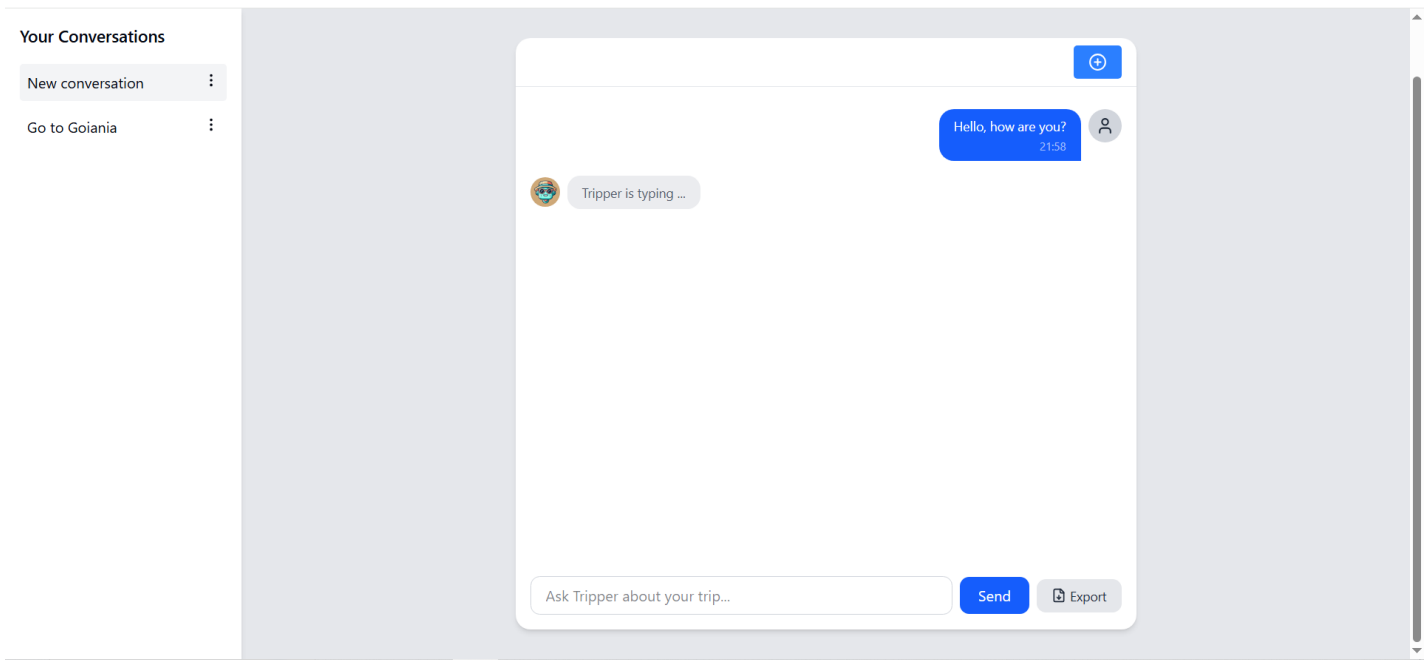 Your Conversations
New conversation
Go to Goiania
Hello, how are you?
21:58
Tripper is typing ...
Ask Tripper about your trip...
Send
Export